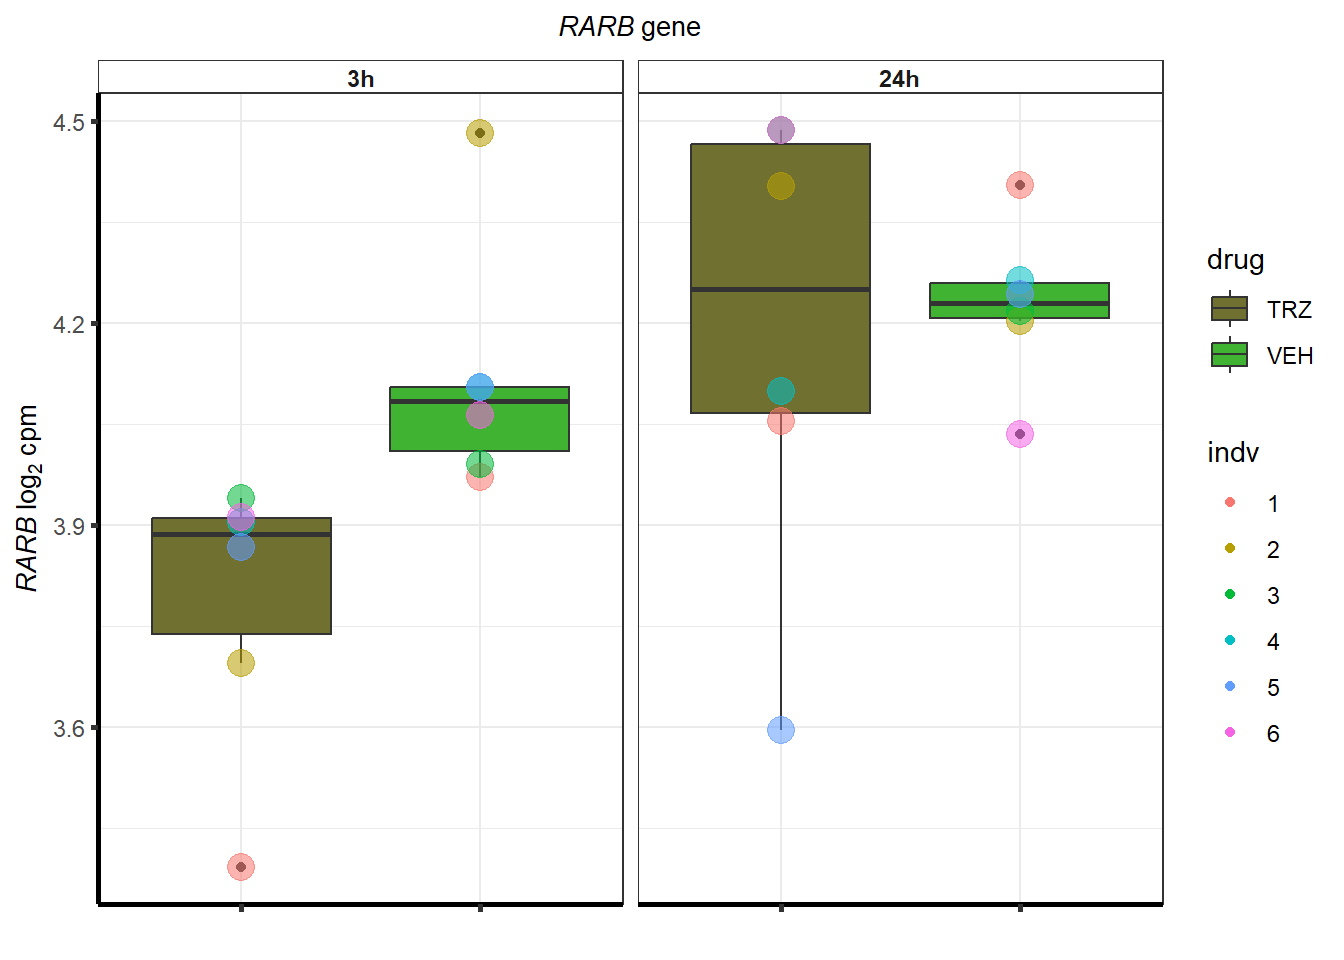 RARB gene
3h
24h
4.5
4.2
3.9
3.6
RARB log2 cpm
drug
TRZ
VEH
indv
1
2
3
4
5
6